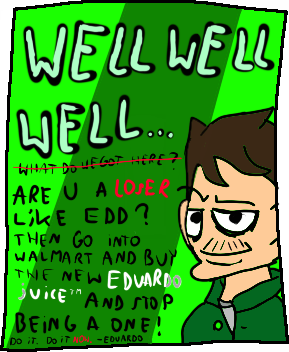 WELL WELL
WELL...
WHAT DO WE GOT HERE?
ARE U A LOSER
LIKE EDD?
THEN GO INTO
WALMART AND BUY
THE NEW EDUARDO
JUICE™ AND STOP
BEING A ONE!
DO IT. DO IT NOW -EDUARDO